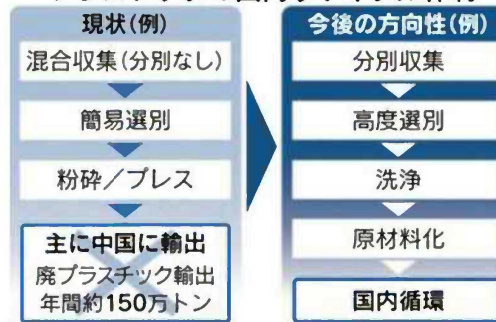 現状(例)
混合収集(分別なし)
簡易選別
粉砕/プレス
主に中国に輸出
廃プラスチック輸出
年間約150万トン
今後の方向性(例)
分別収集
高度選別
洗浄
原材料化
国内循環